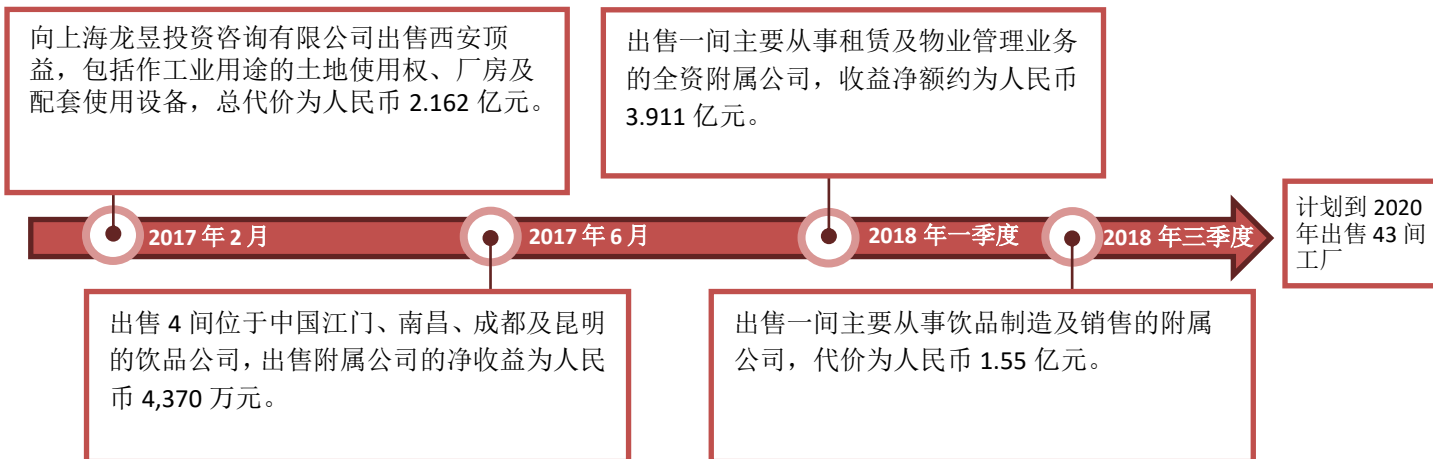 向上海龙昱投资咨询有限公司出售西安顶
益，包括作工业用途的土地使用权、厂房及
配套使用设备，总代价为人民币 2.162 亿元。
出售一间主要从事租赁及物业管理业务
的全资附属公司，收益净额约为人民币
3.911 亿元。
2017 年 2 月
2017 年 6 月
2018 年一季度
2018 年三季度
计划到 2020
年出售 43 间
工厂
出售 4 间位于中国江门、南昌、成都及昆明
的饮品公司，出售附属公司的净收益为人民
币 4,370 万元。
出售一间主要从事饮品制造及销售的附属
公司，代价为人民币 1.55 亿元。